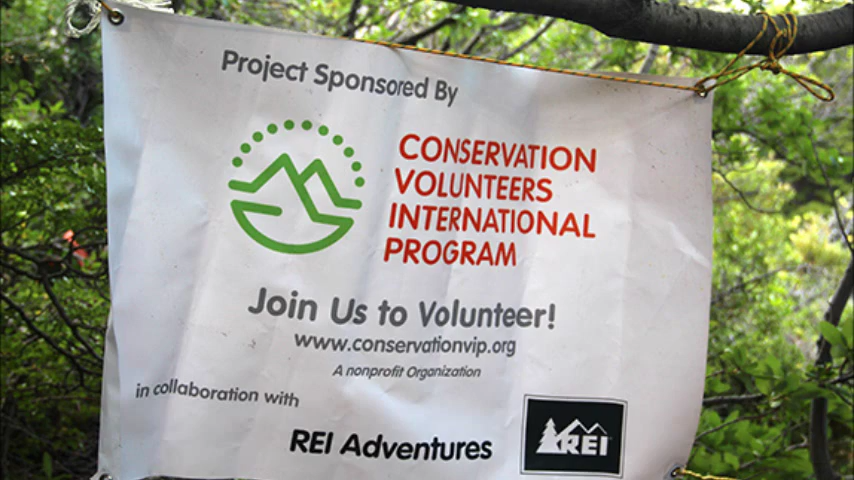 Project Sponsored By
CONSERVATION
VOLUNTEERS
INTERNATIONAL
PROGRAM
Join Us to Volunteer!
www.conservationvip.org
A nonprofit Organization
in collaboration with
REI Adventures
REI